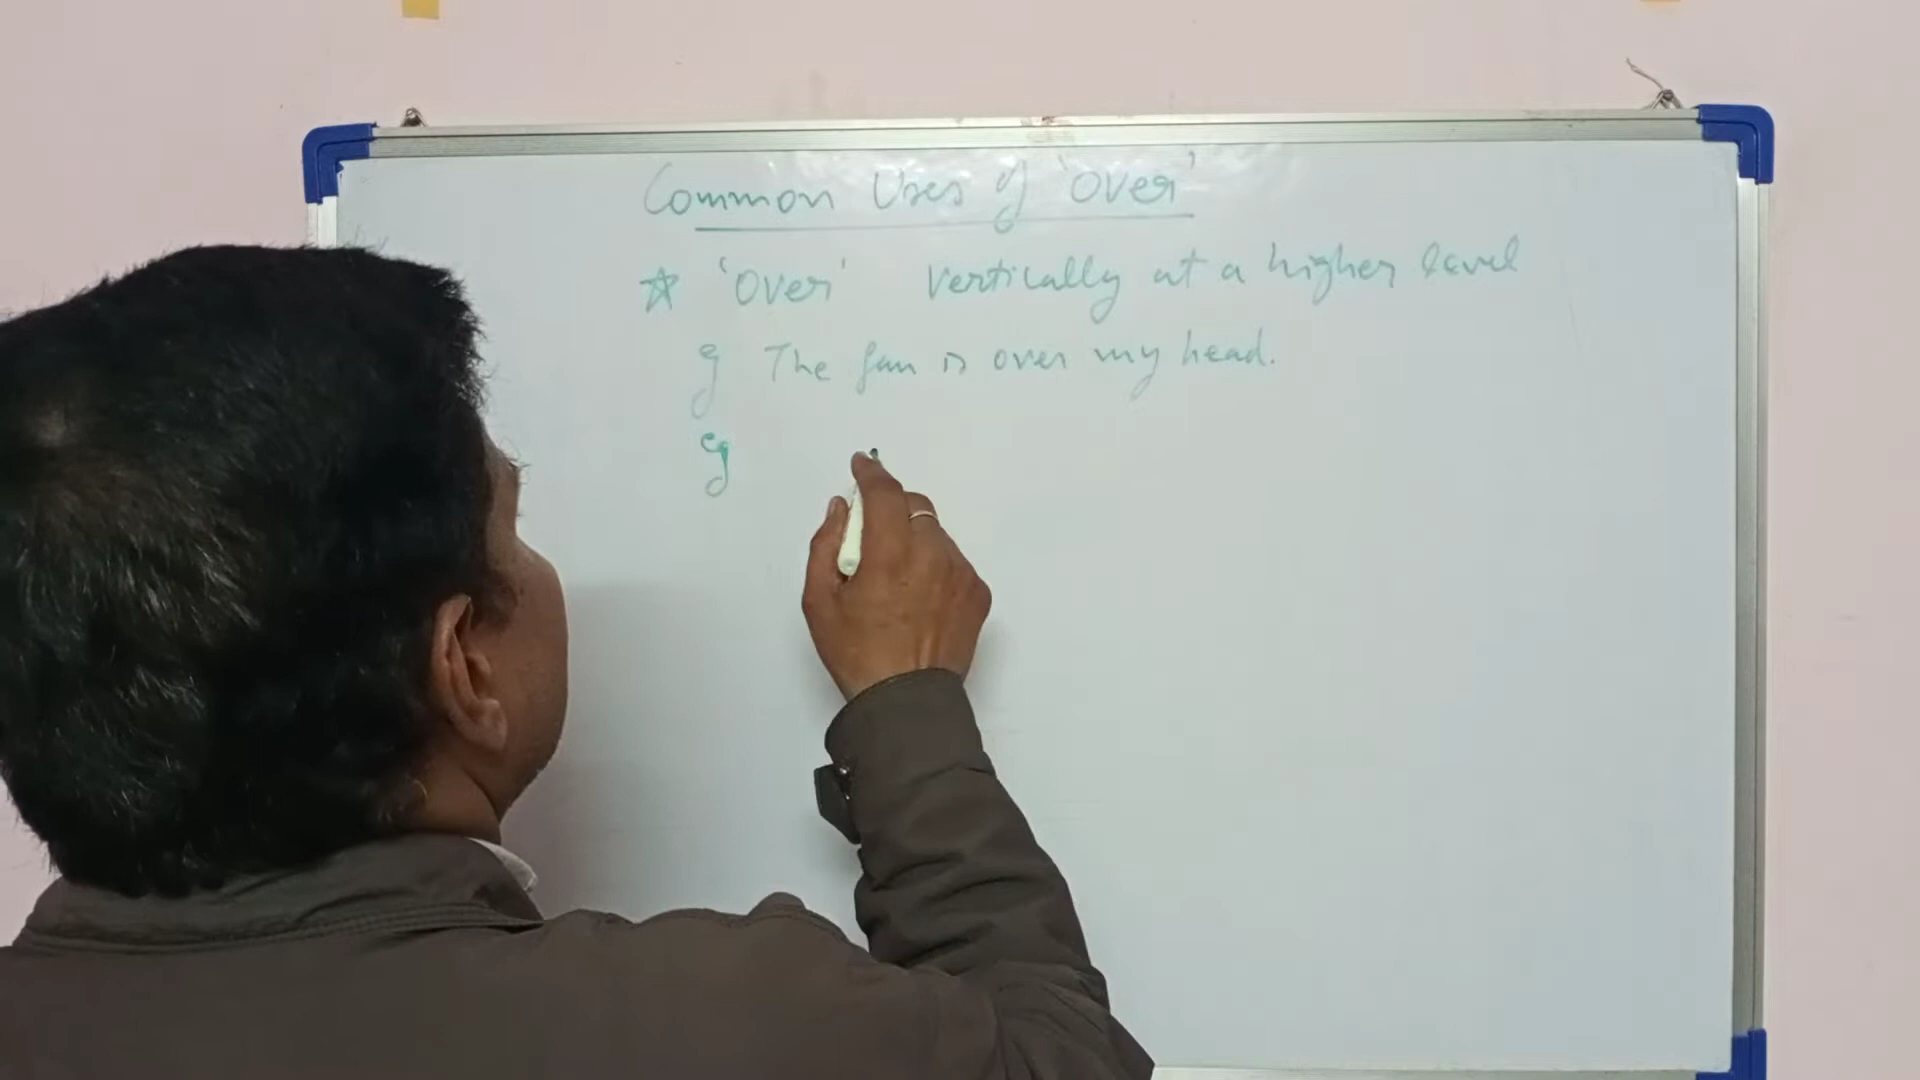 Common Uses of 'over'
☆ 'over' vertically at a higher level
eg The fan is over my head.
eg